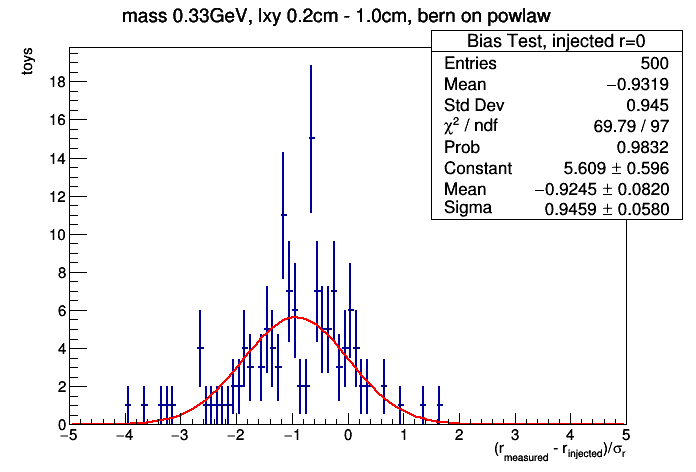 mass 0.33GeV, lxy 0.2cm - 1.0cm, bern on powlaw
Bias Test, injected r=0
Entries 500
Mean −0.9319
Std Dev 0.945
χ² / ndf 69.79 / 97
Prob 0.9832
Constant 5.609 ± 0.596
Mean −0.9245 ± 0.0820
Sigma 0.9459 ± 0.0580
toys
18
16
14
12
10
8
6
4
2
0
−5 −4 −3 −2 −1 0 1 2 3 4 5
(r_measured - r_injected)/σ_r